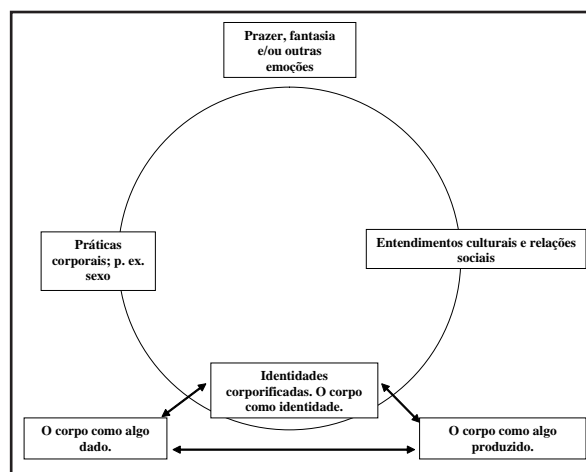 Prazer, fantasia
e/ou outras
emoções
Práticas
corporais; p. ex.
sexo
Entendimentos culturais e relações
sociais
Identidades
corporificadas. O corpo
como identidade.
O corpo como algo
dado.
O corpo como algo
produzido.